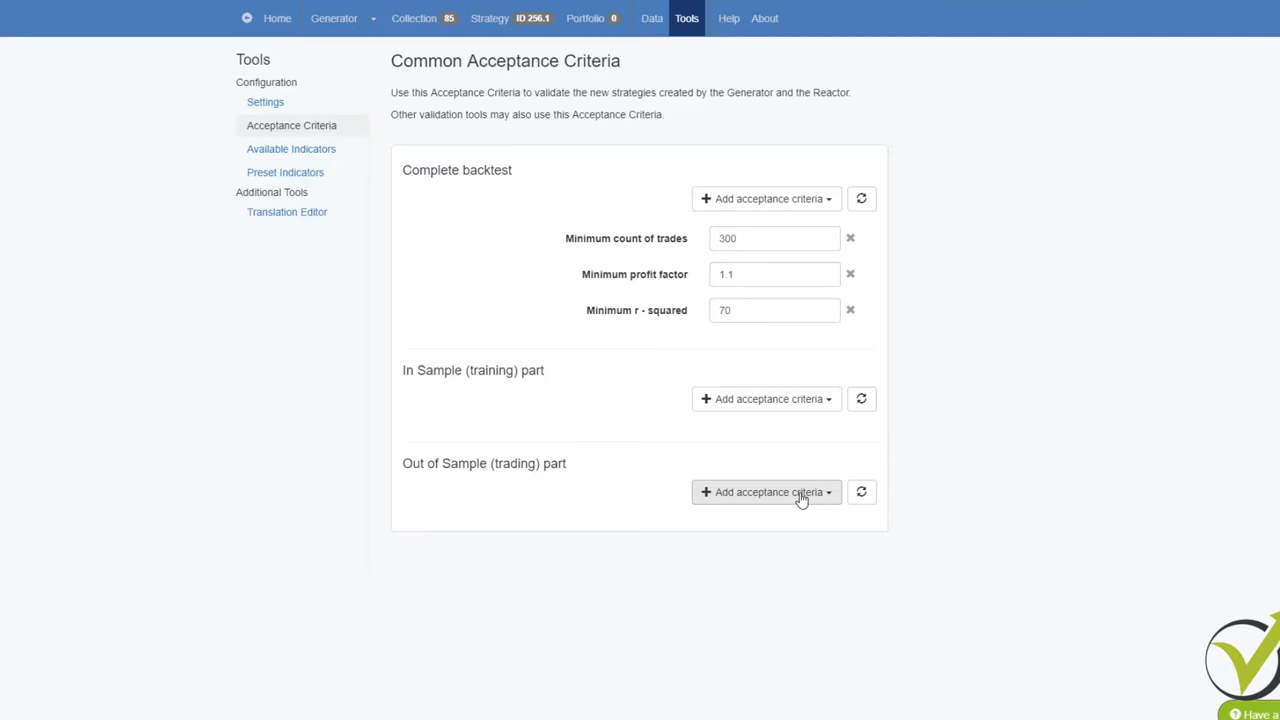 Home Generator Collection 85 Strategy ID 256.1 Portfolio 0 Data Tools Help About
Tools
Configuration
Settings
Acceptance Criteria
Available Indicators
Preset Indicators
Additional Tools
Translation Editor
Common Acceptance Criteria
Use this Acceptance Criteria to validate the new strategies created by the Generator and the Reactor.
Other validation tools may also use this Acceptance Criteria.
Complete backtest
Add acceptance criteria
Minimum count of trades 300
Minimum profit factor 1.1
Minimum r - squared 70
In Sample (training) part
Add acceptance criteria
Out of Sample (trading) part
Add acceptance criteria
Have a